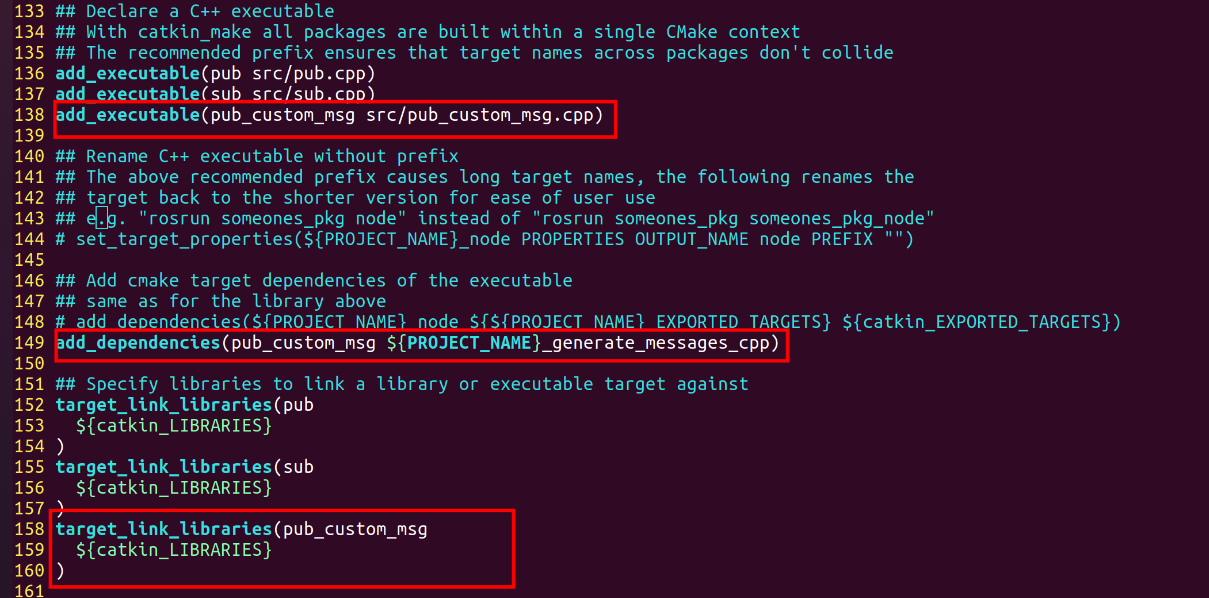 133 ## Declare a C++ executable
134 ## With catkin_make all packages are built within a single CMake context
135 ## The recommended prefix ensures that target names across packages don't collide
136 add_executable(pub src/pub.cpp)
137 add_executable(sub src/sub.cpp)
138 add_executable(pub_custom_msg src/pub_custom_msg.cpp)
139
140 ## Rename C++ executable without prefix
141 ## The above recommended prefix causes long target names, the following renames the
142 ## target back to the shorter version for ease of user use
143 ## e.g. "rosrun someones_pkg node" instead of "rosrun someones_pkg someones_pkg_node"
144 # set_target_properties(${PROJECT_NAME}_node PROPERTIES OUTPUT_NAME node PREFIX "")
145
146 ## Add cmake target dependencies of the executable
147 ## same as for the library above
148 # add_dependencies(${PROJECT_NAME}_node ${${PROJECT_NAME}_EXPORTED_TARGETS} ${catkin_EXPORTED_TARGETS})
149 add_dependencies(pub_custom_msg ${PROJECT_NAME}_generate_messages_cpp)
150
151 ## Specify libraries to link a library or executable target against
152 target_link_libraries(pub
153   ${catkin_LIBRARIES}
154 )
155 target_link_libraries(sub
156   ${catkin_LIBRARIES}
157 )
158 target_link_libraries(pub_custom_msg
159   ${catkin_LIBRARIES}
160 )
161